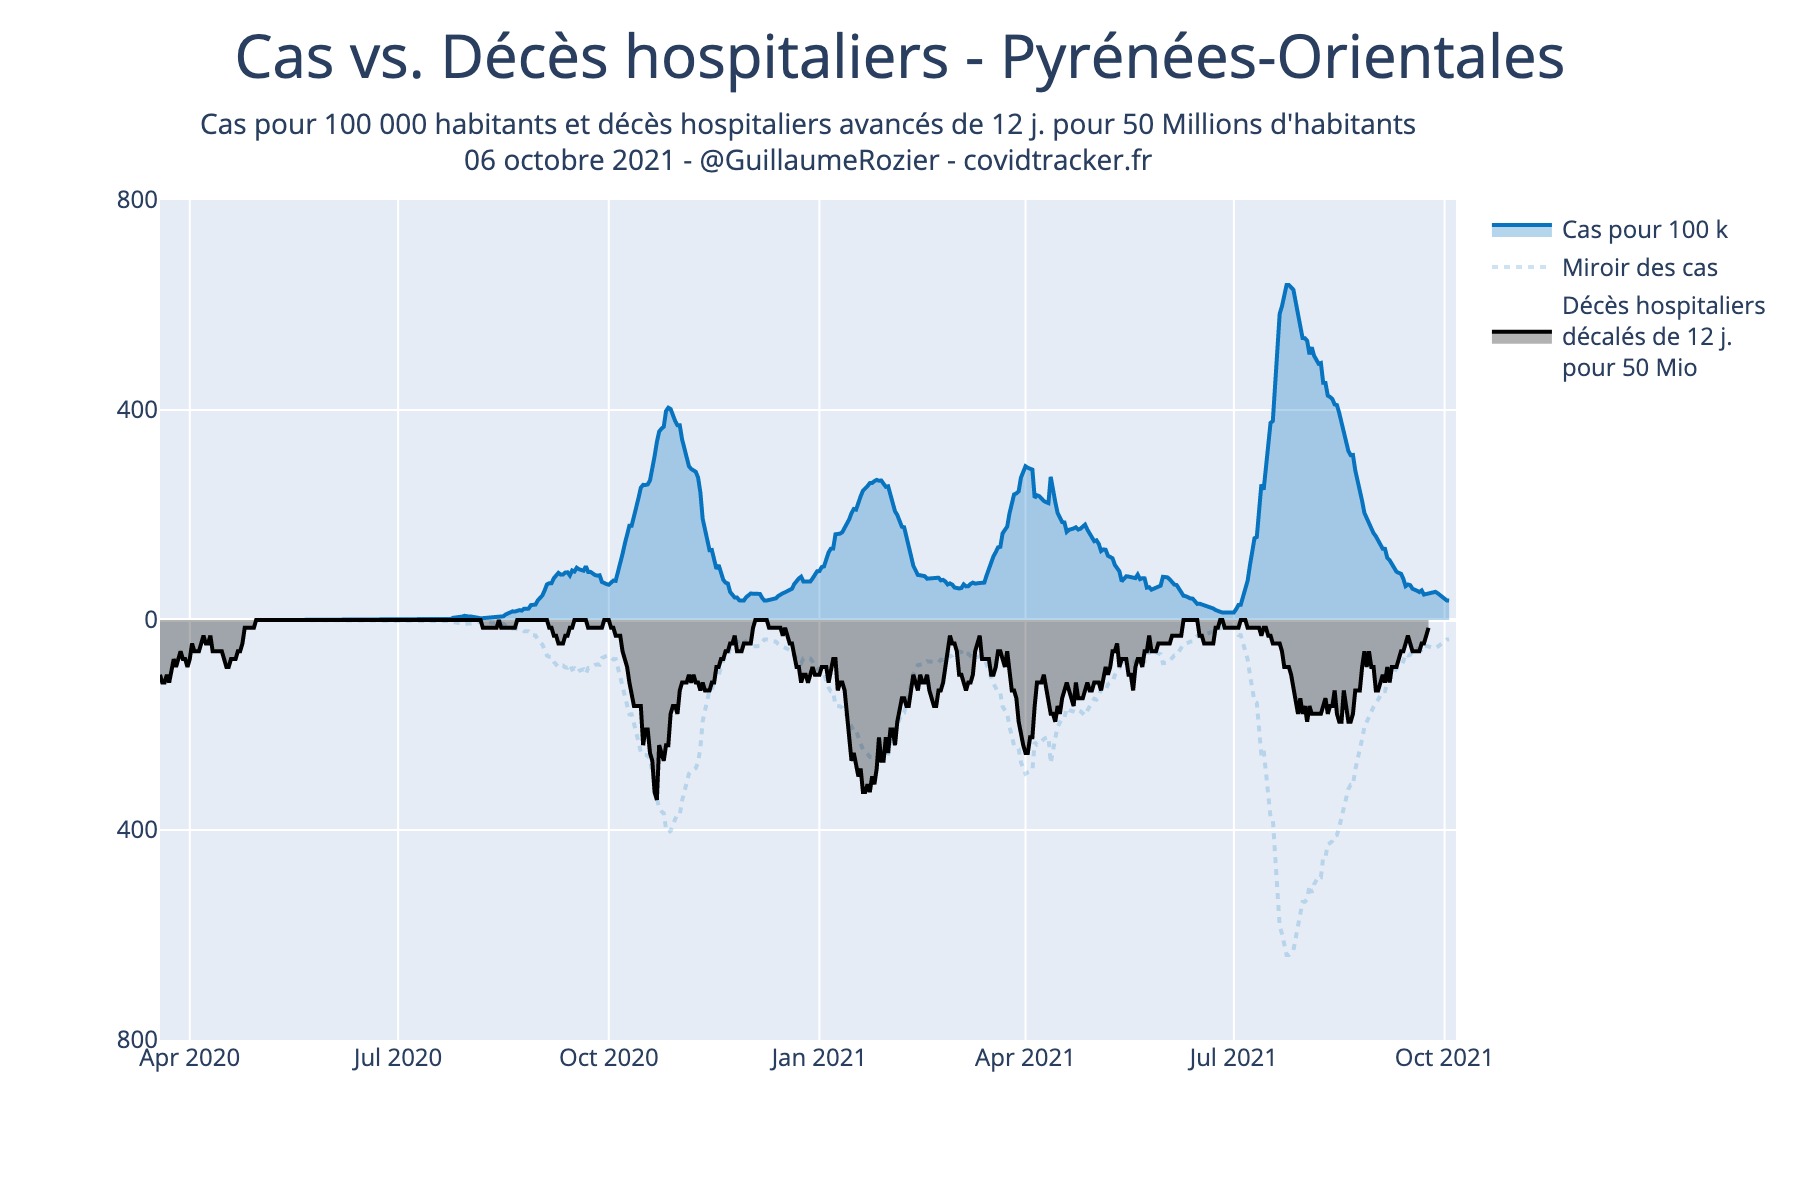 Cas vs. Décès hospitaliers - Pyrénées-Orientales
Cas pour 100 000 habitants et décès hospitaliers avancés de 12 j. pour 50 Millions d'habitants
06 octobre 2021 - @GuillaumeRozier - covidtracker.fr
800
400
0
400
800
Apr 2020
Jul 2020
Oct 2020
Jan 2021
Apr 2021
Jul 2021
Oct 2021
Cas pour 100 k
Miroir des cas
Décès hospitaliers
décalés de 12 j.
pour 50 Mio